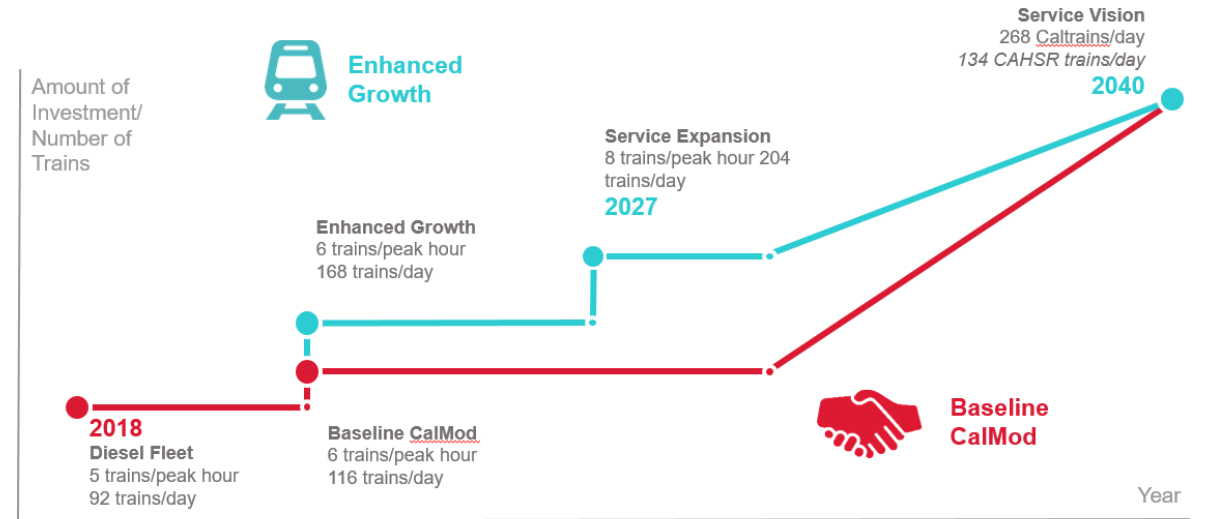 Service Vision
268 Caltrains/day
134 CAHSR trains/day
2040
Enhanced
Growth
Amount of
Investment/
Number of
Trains
Service Expansion
8 trains/peak hour 204
trains/day
2027
Enhanced Growth
6 trains/peak hour
168 trains/day
2018
Diesel Fleet
5 trains/peak hour
92 trains/day
Baseline CalMod
6 trains/peak hour
116 trains/day
Baseline
CalMod
Year